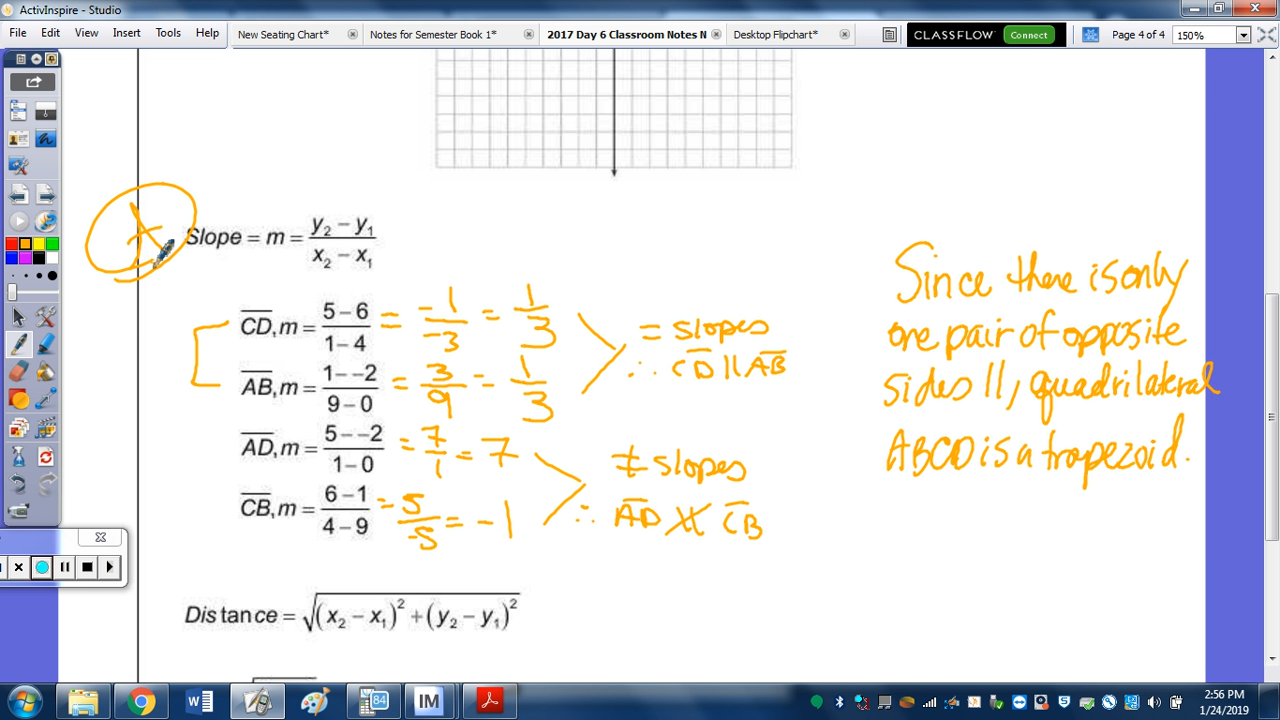 ActivInspire - Studio
File Edit View Insert Tools Help
New Seating Chart* Notes for Semester Book 1* 2017 Day 6 Classroom Notes N Desktop Flipchart*
CLASSFLOW Connect
Page 4 of 4 150%
Slope = m = (y₂ − y₁)/(x₂ − x₁)
CD, m = (5 − 6)/(1 − 4) = -1/-3 = 1/3
AB, m = (1 - -2)/(9 − 0) = 3/9 = 1/3
= slopes
∴ CD || AB
AD, m = (5 - -2)/(1 − 0) = 7/1 = 7
CB, m = (6 − 1)/(4 − 9) = 5/-5 = -1
≠ slopes
∴ AD ∦ CB
Since there is only
one pair of opposite
sides ||, quadrilateral
ABCD is a trapezoid.
Distance = √((x₂ − x₁)² + (y₂ − y₁)²)
84
IM
2:56 PM
1/24/2019